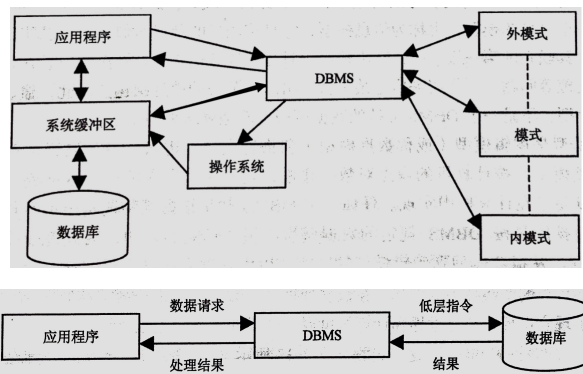 应用程序
外模式
DBMS
系统缓冲区
模式
操作系统
数据库
内模式
数据请求
低层指令
应用程序
DBMS
数据库
处理结果
结果